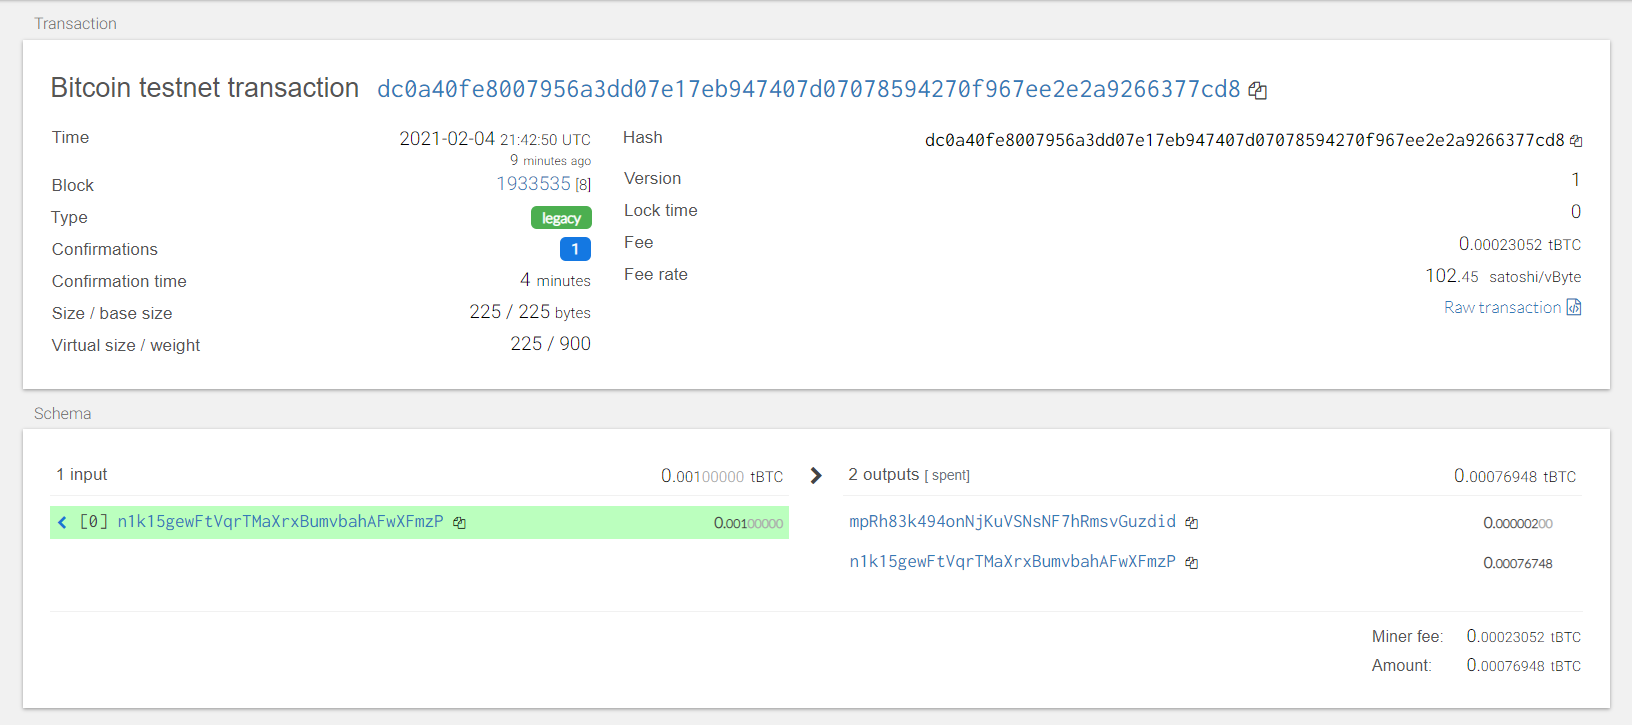 Transaction
Bitcoin testnet transaction dc0a40fe8007956a3dd07e17eb947407d07078594270f967ee2e2a9266377cd8
Time 2021-02-04 21:42:50 UTC
9 minutes ago
Block 1933535 [8]
Type legacy
Confirmations 1
Confirmation time 4 minutes
Size / base size 225 / 225 bytes
Virtual size / weight 225 / 900
Hash dc0a40fe8007956a3dd07e17eb947407d07078594270f967ee2e2a9266377cd8
Version 1
Lock time 0
Fee 0.00023052 tBTC
Fee rate 102.45 satoshi/vByte
Raw transaction
Schema
1 input 0.00100000 tBTC
[0] n1k15gewFtVqrTMaXrxBumvbahAFwXFmzP 0.00100000
2 outputs [ spent] 0.00076948 tBTC
mpRh83k494onNjKuVSNsNF7hRmsvGuzdid 0.00000200
n1k15gewFtVqrTMaXrxBumvbahAFwXFmzP 0.00076748
Miner fee: 0.00023052 tBTC
Amount: 0.00076948 tBTC